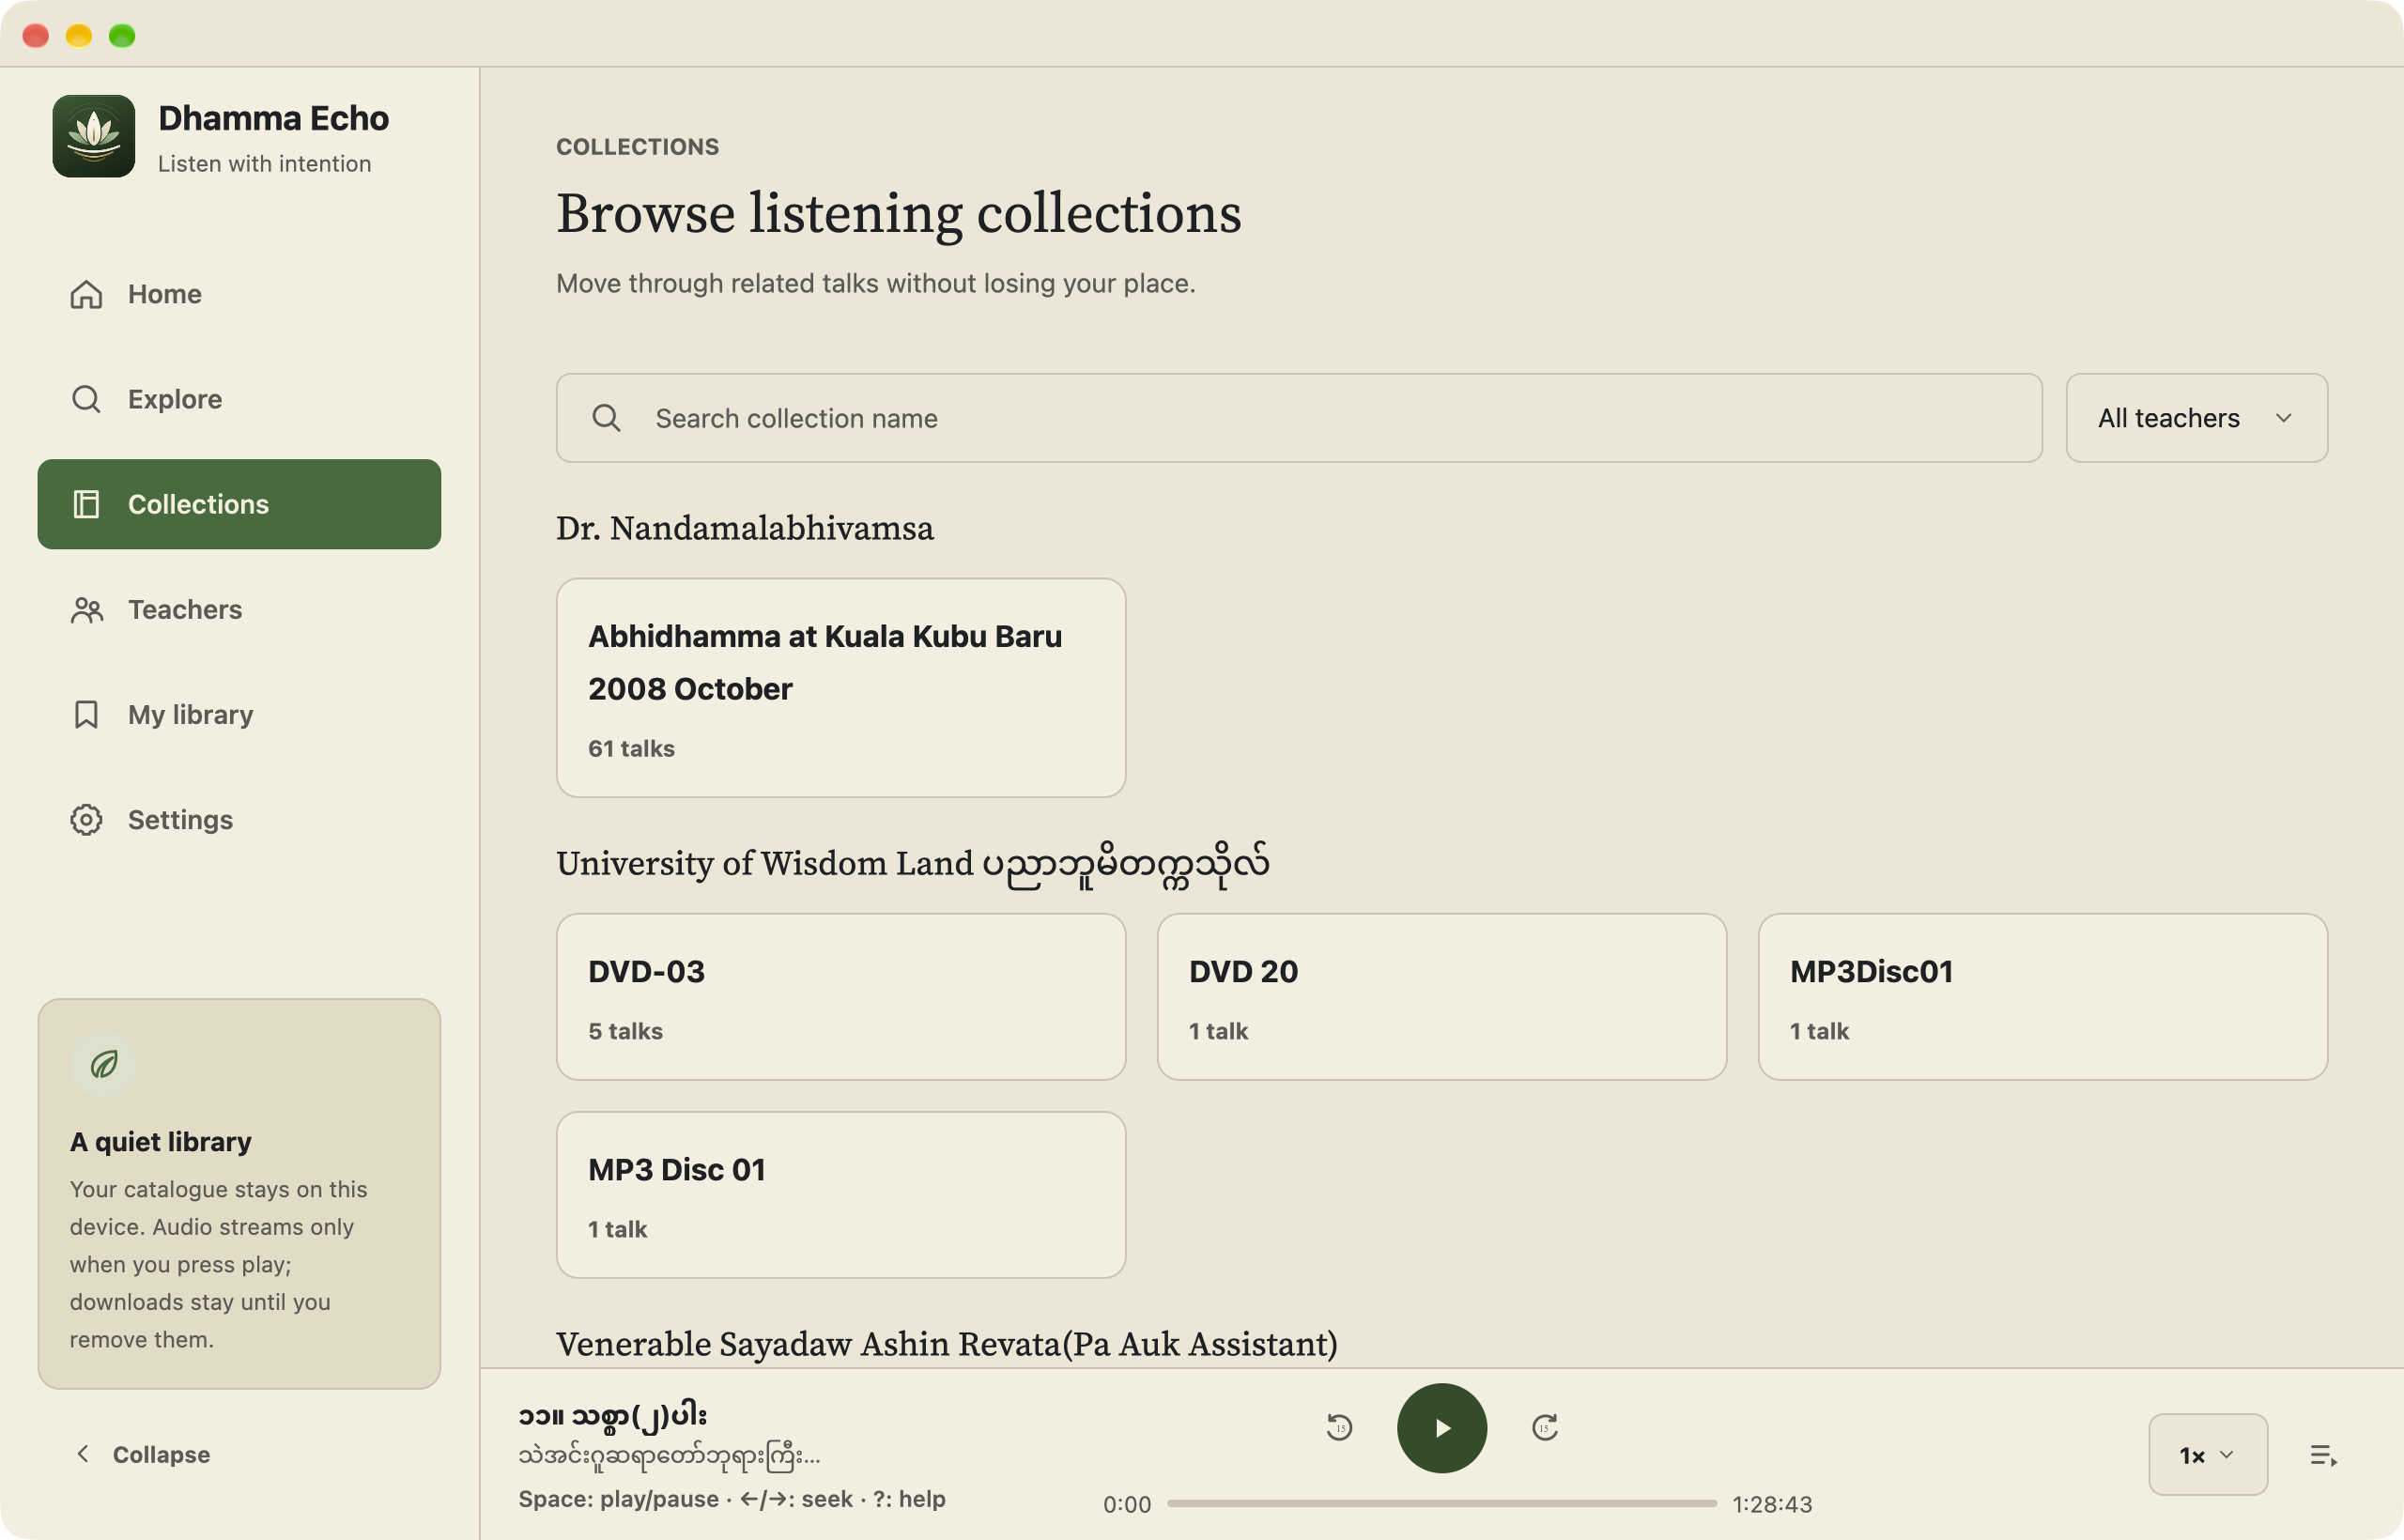 Dhamma Echo
Listen with intention
Home
Explore
Collections
Teachers
My library
Settings
A quiet library
Your catalogue stays on this
device. Audio streams only
when you press play;
downloads stay until you
remove them.
Collapse
COLLECTIONS
Browse listening collections
Move through related talks without losing your place.
Search collection name
All teachers
Dr. Nandamalabhivamsa
Abhidhamma at Kuala Kubu Baru
2008 October
61 talks
University of Wisdom Land ပညာဘူမိတက္ကသိုလ်
DVD-03
5 talks
DVD 20
1 talk
MP3Disc01
1 talk
MP3 Disc 01
1 talk
Venerable Sayadaw Ashin Revata(Pa Auk Assistant)
၁၁။ သစ္စာ(၂)ပါး
သဲအင်းဂူဆရာတော်ဘုရားကြီး...
Space: play/pause · ←/→: seek · ?: help
15
15
0:00
1:28:43
1×